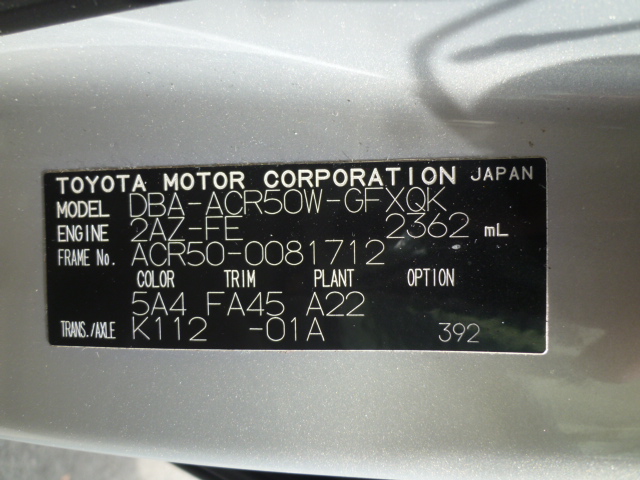 TOYOTA MOTOR CORPORATION JAPAN
MODEL DBA-ACR50W-GFXQK
ENGINE 2AZ-FE 2362 mL
FRAME No. ACR50-0081712
COLOR TRIM PLANT OPTION
5A4 FA45 A22
TRANS./AXLE K112 -01A 392